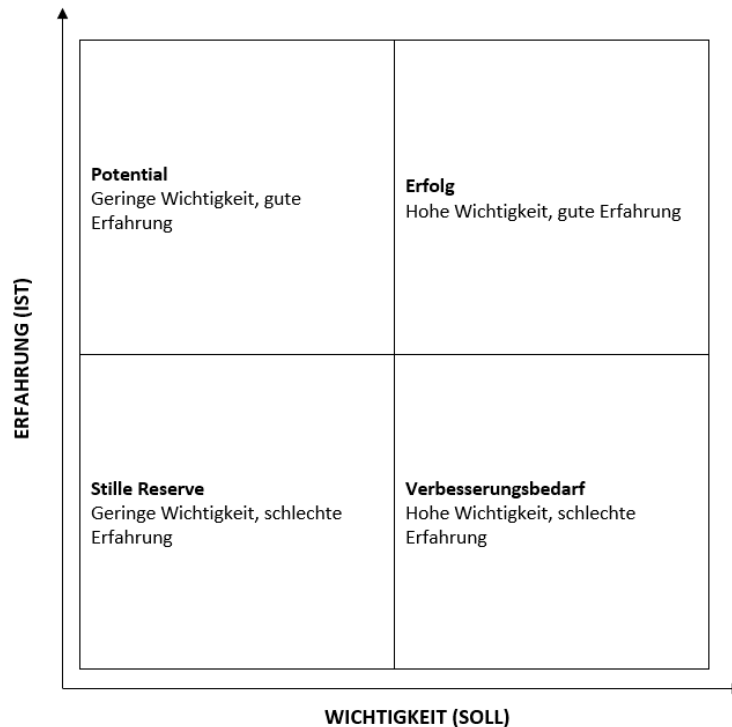 Potential
Geringe Wichtigkeit, gute
Erfahrung
Erfolg
Hohe Wichtigkeit, gute Erfahrung
ERFAHRUNG (IST)
Stille Reserve
Geringe Wichtigkeit, schlechte
Erfahrung
Verbesserungsbedarf
Hohe Wichtigkeit, schlechte
Erfahrung
WICHTIGKEIT (SOLL)